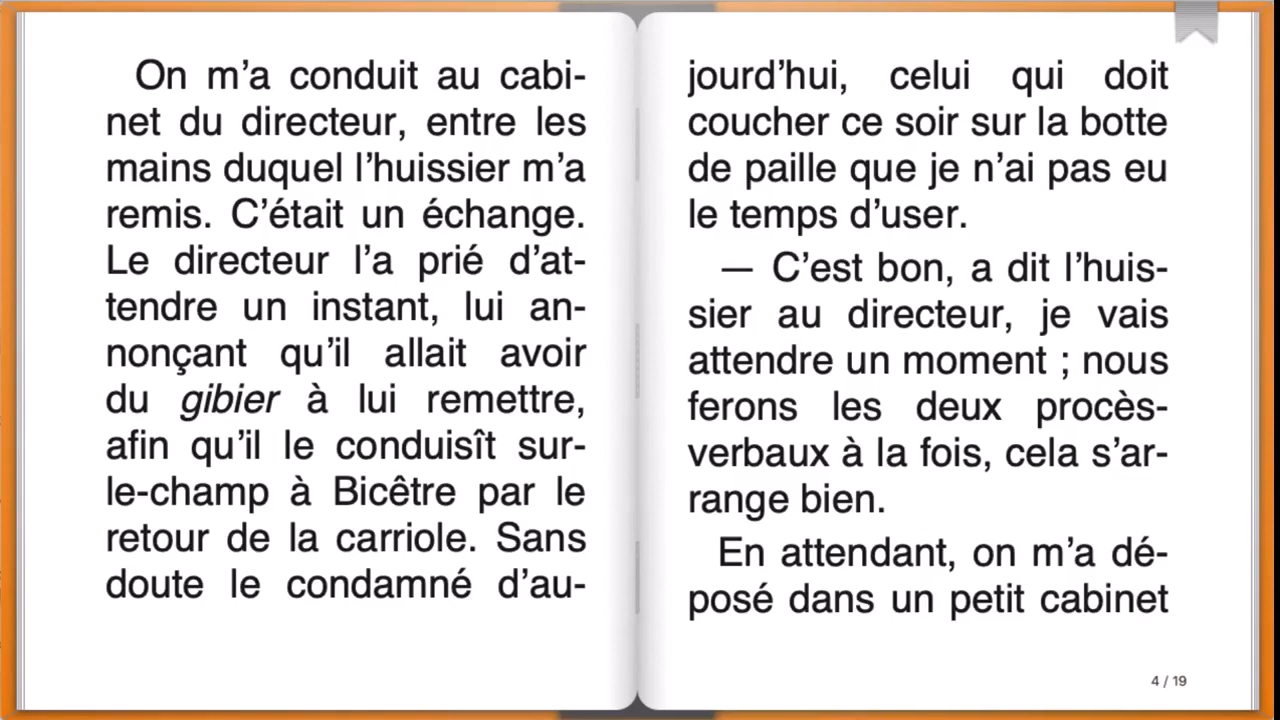 On m’a conduit au cabi-
net du directeur, entre les
mains duquel l’huissier m’a
remis. C’était un échange.
Le directeur l’a prié d’at-
tendre un instant, lui an-
nonçant qu’il allait avoir
du gibier à lui remettre,
afin qu’il le conduisît sur-
le-champ à Bicêtre par le
retour de la carriole. Sans
doute le condamné d’au-
jourd’hui, celui qui doit
coucher ce soir sur la botte
de paille que je n’ai pas eu
le temps d’user.
— C’est bon, a dit l’huis-
sier au directeur, je vais
attendre un moment ; nous
ferons les deux procès-
verbaux à la fois, cela s’ar-
range bien.
En attendant, on m’a dé-
posé dans un petit cabinet
4 / 19